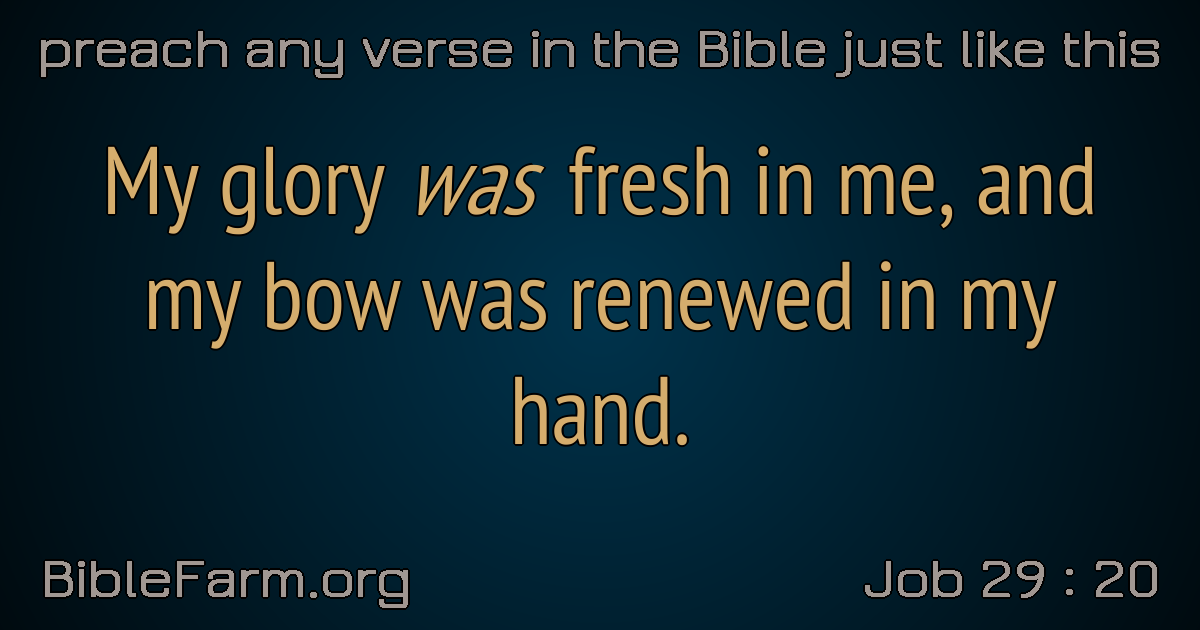 preach any verse in the Bible just like this
My glory was fresh in me, and
my bow was renewed in my
hand.
BibleFarm.org
Job 29 : 20